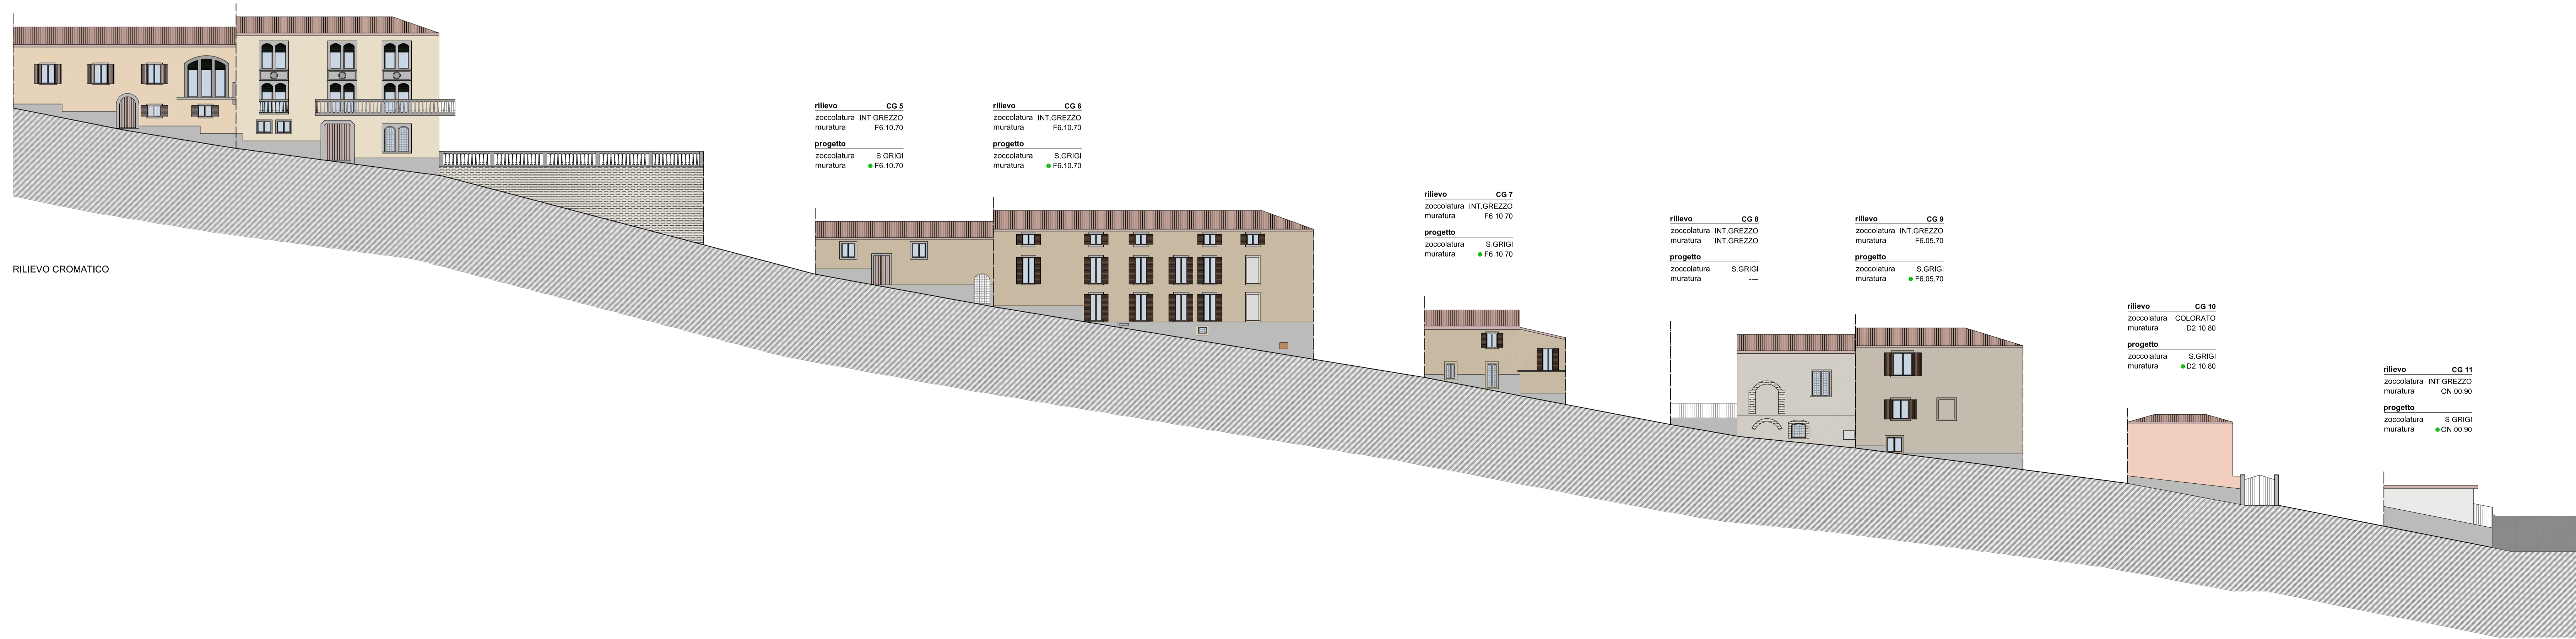 rilievo CG 5
zoccolatura INT.GREZZO
muratura F6.10.70
progetto
zoccolatura S.GRIGI
muratura F6.10.70
rilievo CG 6
zoccolatura INT.GREZZO
muratura F6.10.70
progetto
zoccolatura S.GRIGI
muratura F6.10.70
rilievo CG 7
zoccolatura INT.GREZZO
muratura F6.10.70
progetto
zoccolatura S.GRIGI
muratura F6.10.70
rilievo CG 8
zoccolatura INT.GREZZO
muratura INT.GREZZO
progetto
zoccolatura S.GRIGI
muratura ----
rilievo CG 9
zoccolatura INT.GREZZO
muratura F6.05.70
progetto
zoccolatura S.GRIGI
muratura F6.05.70
RILIEVO CROMATICO
rilievo CG 10
zoccolatura COLORATO
muratura D2.10.80
progetto
zoccolatura S.GRIGI
muratura D2.10.80
rilievo CG 11
zoccolatura INT.GREZZO
muratura ON.00.90
progetto
zoccolatura S.GRIGI
muratura ON.00.90